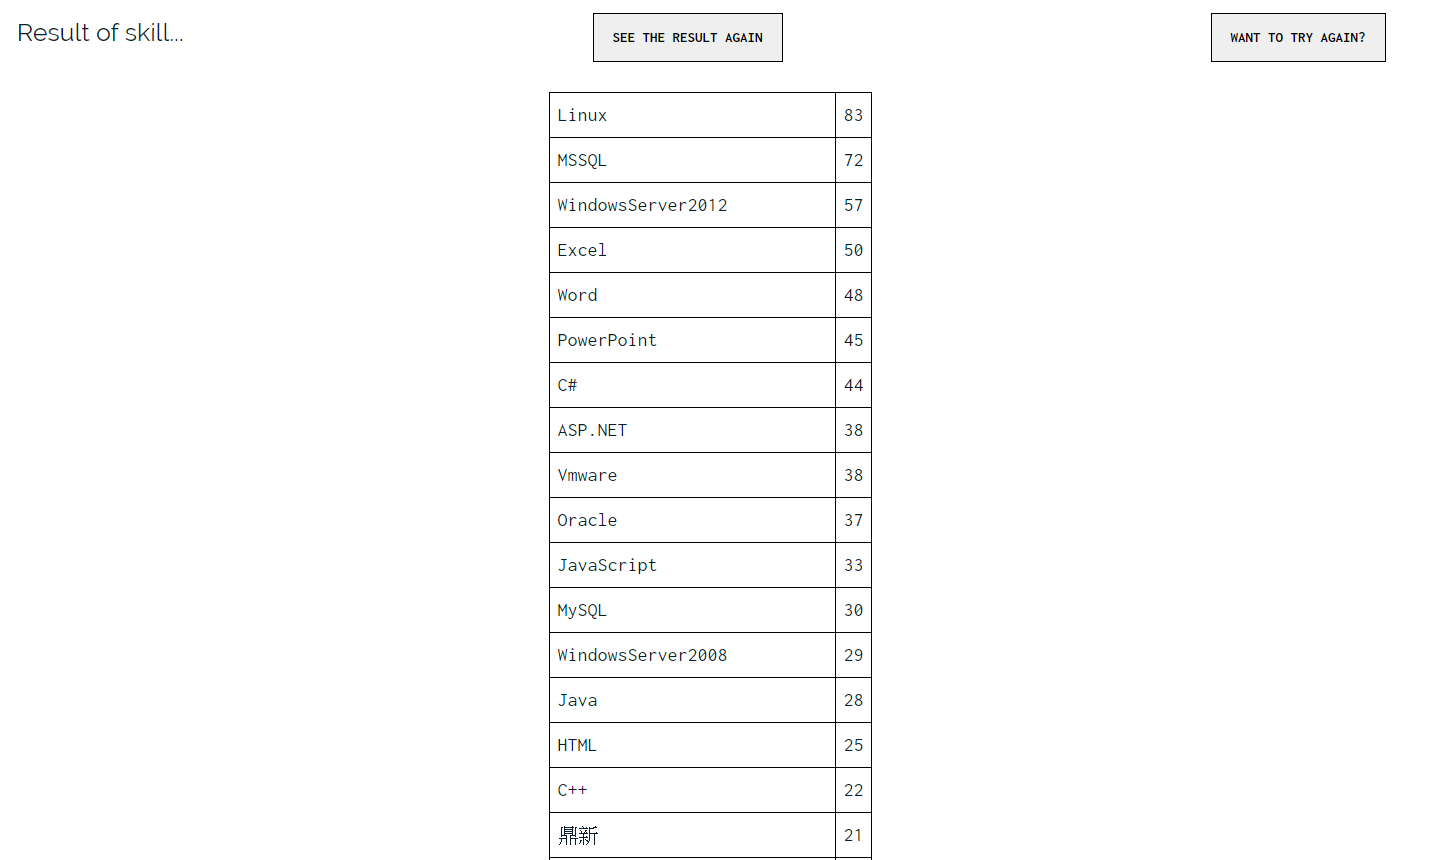 Result of skill...
SEE THE RESULT AGAIN
WANT TO TRY AGAIN?
Linux 83
MSSQL 72
WindowsServer2012 57
Excel 50
Word 48
PowerPoint 45
C# 44
ASP.NET 38
Vmware 38
Oracle 37
JavaScript 33
MySQL 30
WindowsServer2008 29
Java 28
HTML 25
C++ 22
鼎新 21